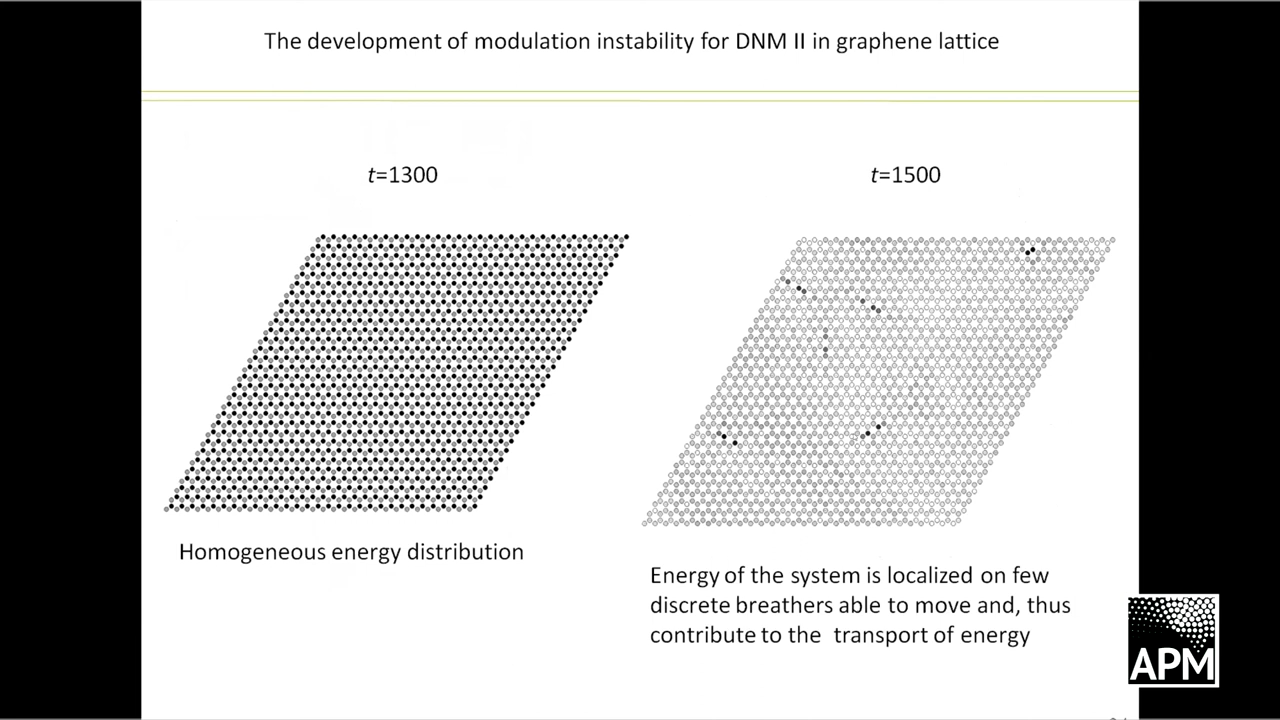 The development of modulation instability for DNM II in graphene lattice
t=1300
t=1500
Homogeneous energy distribution
Energy of the system is localized on few
discrete breathers able to move and, thus
contribute to the transport of energy
APM